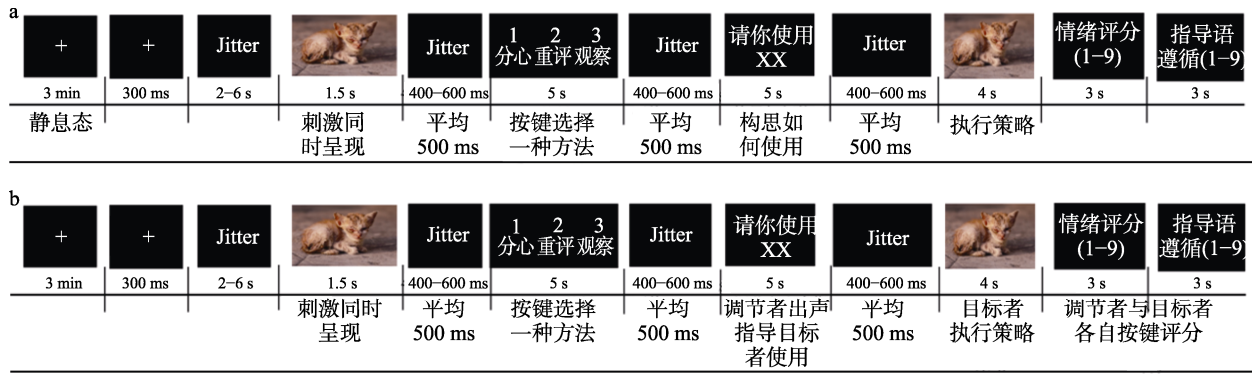 a
+ + Jitter Jitter 1 2 3 Jitter 请你使用 Jitter 情绪评分 指导语
分心 重评 观察 XX (1−9) 遵循(1−9)
3 min 300 ms 2−6 s 1.5 s 400−600 ms 5 s 400−600 ms 5 s 400−600 ms 4 s 3 s 3 s
静息态 刺激同 平均 按键选择 平均 构思如 平均 执行策略
时呈现 500 ms 一种方法 500 ms 何使用 500 ms
b
+ + Jitter Jitter 1 2 3 Jitter 请你使用 Jitter 情绪评分 指导语
分心 重评 观察 XX (1−9) 遵循(1−9)
3 min 300 ms 2−6 s 1.5 s 400−600 ms 5 s 400−600 ms 5 s 400−600 ms 4 s 3 s 3 s
刺激同时 平均 按键选择 平均 调节者出声 平均 目标者 调节者与目标者
呈现 500 ms 一种方法 500 ms 指导目标 500 ms 执行策略 各自按键评分
者使用